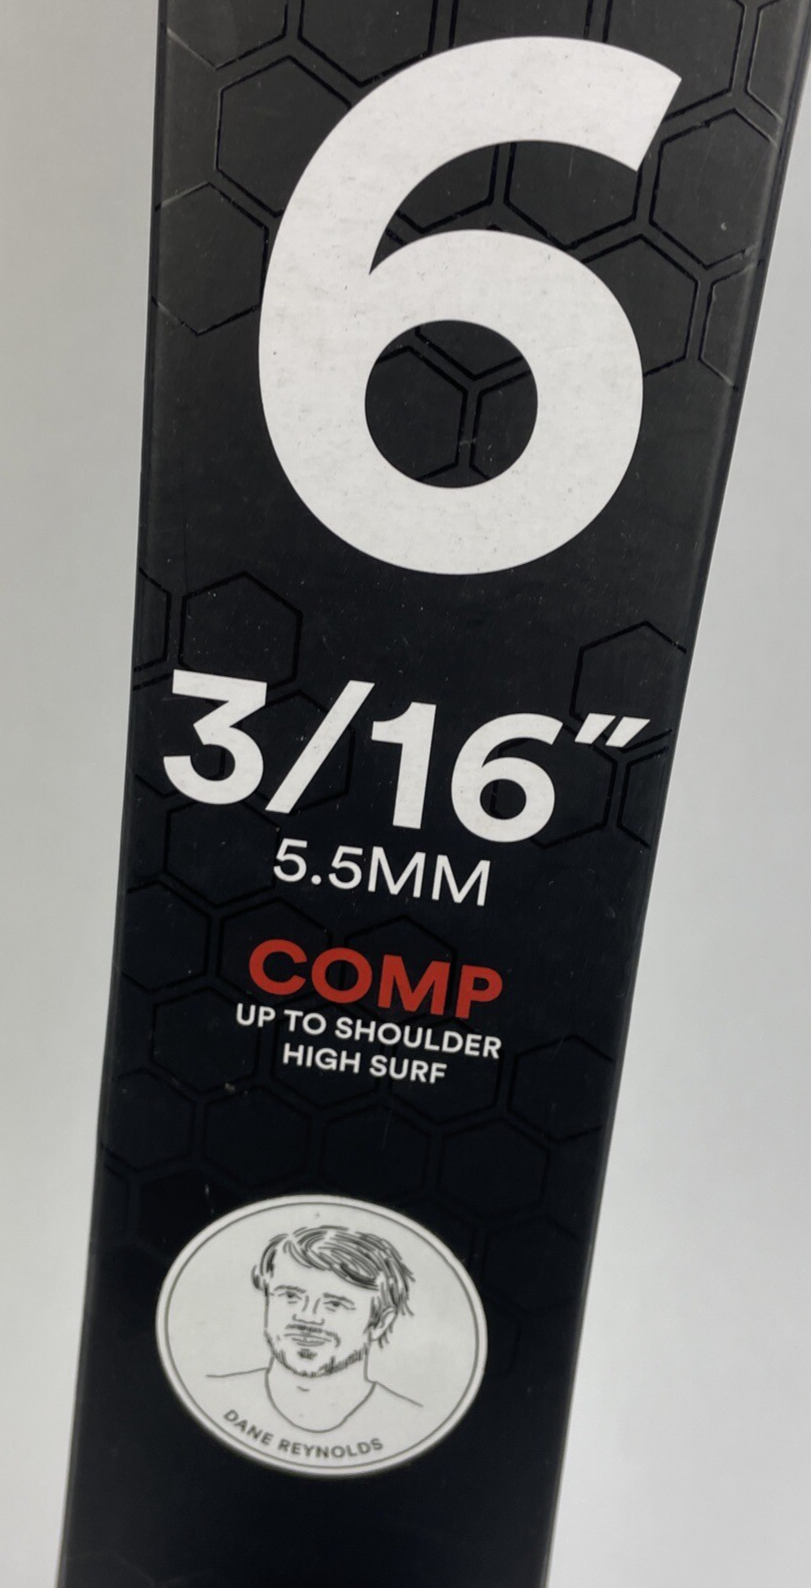 6
3/16"
5.5MM
COMP
UP TO SHOULDER
HIGH SURF
DANE REYNOLDS